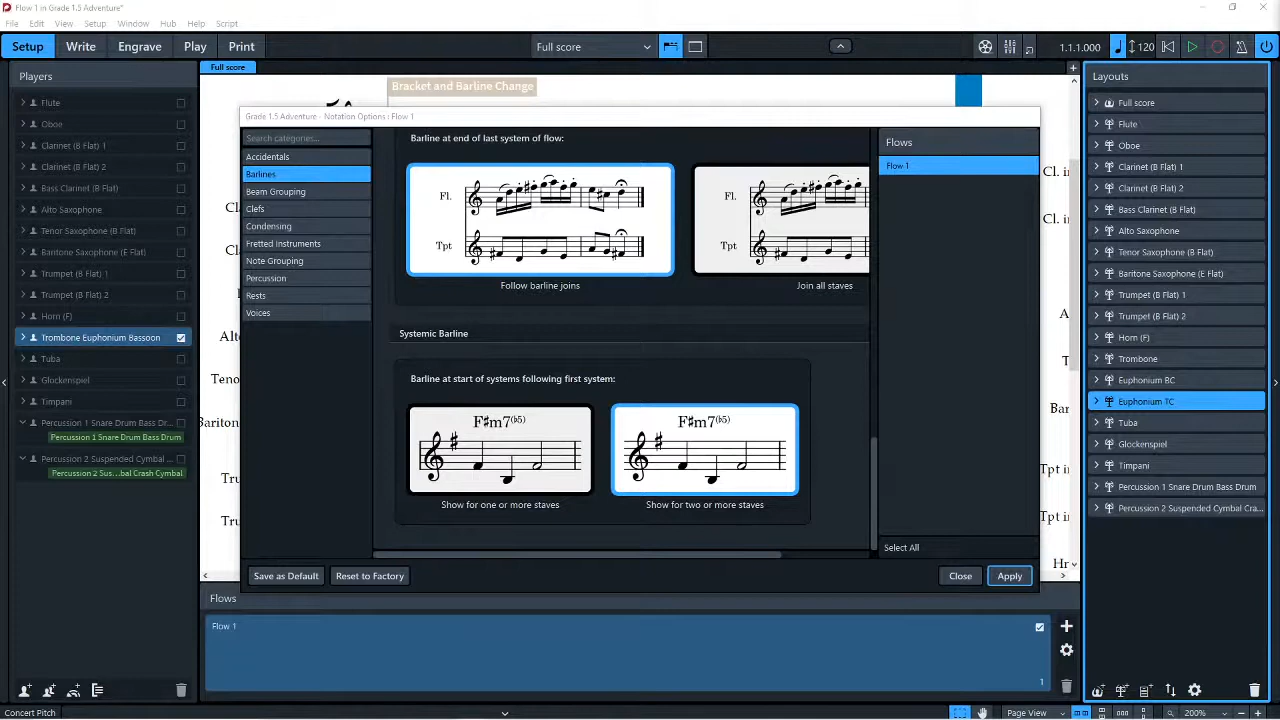 Flow 1 in Grade 1.5 Adventure*
File Edit View Setup Window Hub Help Script
Setup Write Engrave Play Print Full score 1.1.1.000 120
Players Full score Layouts
Bracket and Barline Change
Grade 1.5 Adventure - Notation Options : Flow 1
Flute
Oboe
Clarinet (B Flat) 1
Clarinet (B Flat) 2
Bass Clarinet (B Flat)
Alto Saxophone
Tenor Saxophone (B Flat)
Baritone Saxophone (E Flat)
Trumpet (B Flat) 1
Trumpet (B Flat) 2
Horn (F)
Trombone Euphonium Bassoon
Tuba
Glockenspiel
Timpani
Percussion 1 Snare Drum Bass Dr...
Percussion 1 Snare Drum Bass Drum
Percussion 2 Suspended Cymbal ...
Percussion 2 Sus...bal Crash Cymbal
Search categories...
Accidentals
Barlines
Beam Grouping
Clefs
Condensing
Fretted Instruments
Note Grouping
Percussion
Rests
Voices
Barline at end of last system of flow:
Fl. Fl.
Tpt Tpt
Follow barline joins Join all staves
Systemic Barline
Barline at start of systems following first system:
F♯m7(♭5) F♯m7(♭5)
Show for one or more staves Show for two or more staves
Flows
Flow 1
Select All
Save as Default Reset to Factory Close Apply
Cl. in
Cl. in
Tpt in
Tpt in
Hr
Full score
Flute
Oboe
Clarinet (B Flat) 1
Clarinet (B Flat) 2
Bass Clarinet (B Flat)
Alto Saxophone
Tenor Saxophone (B Flat)
Baritone Saxophone (E Flat)
Trumpet (B Flat) 1
Trumpet (B Flat) 2
Horn (F)
Trombone
Euphonium BC
Euphonium TC
Tuba
Glockenspiel
Timpani
Percussion 1 Snare Drum Bass Drum
Percussion 2 Suspended Cymbal Cra...
Flows
Flow 1
1
Concert Pitch Page View 200%